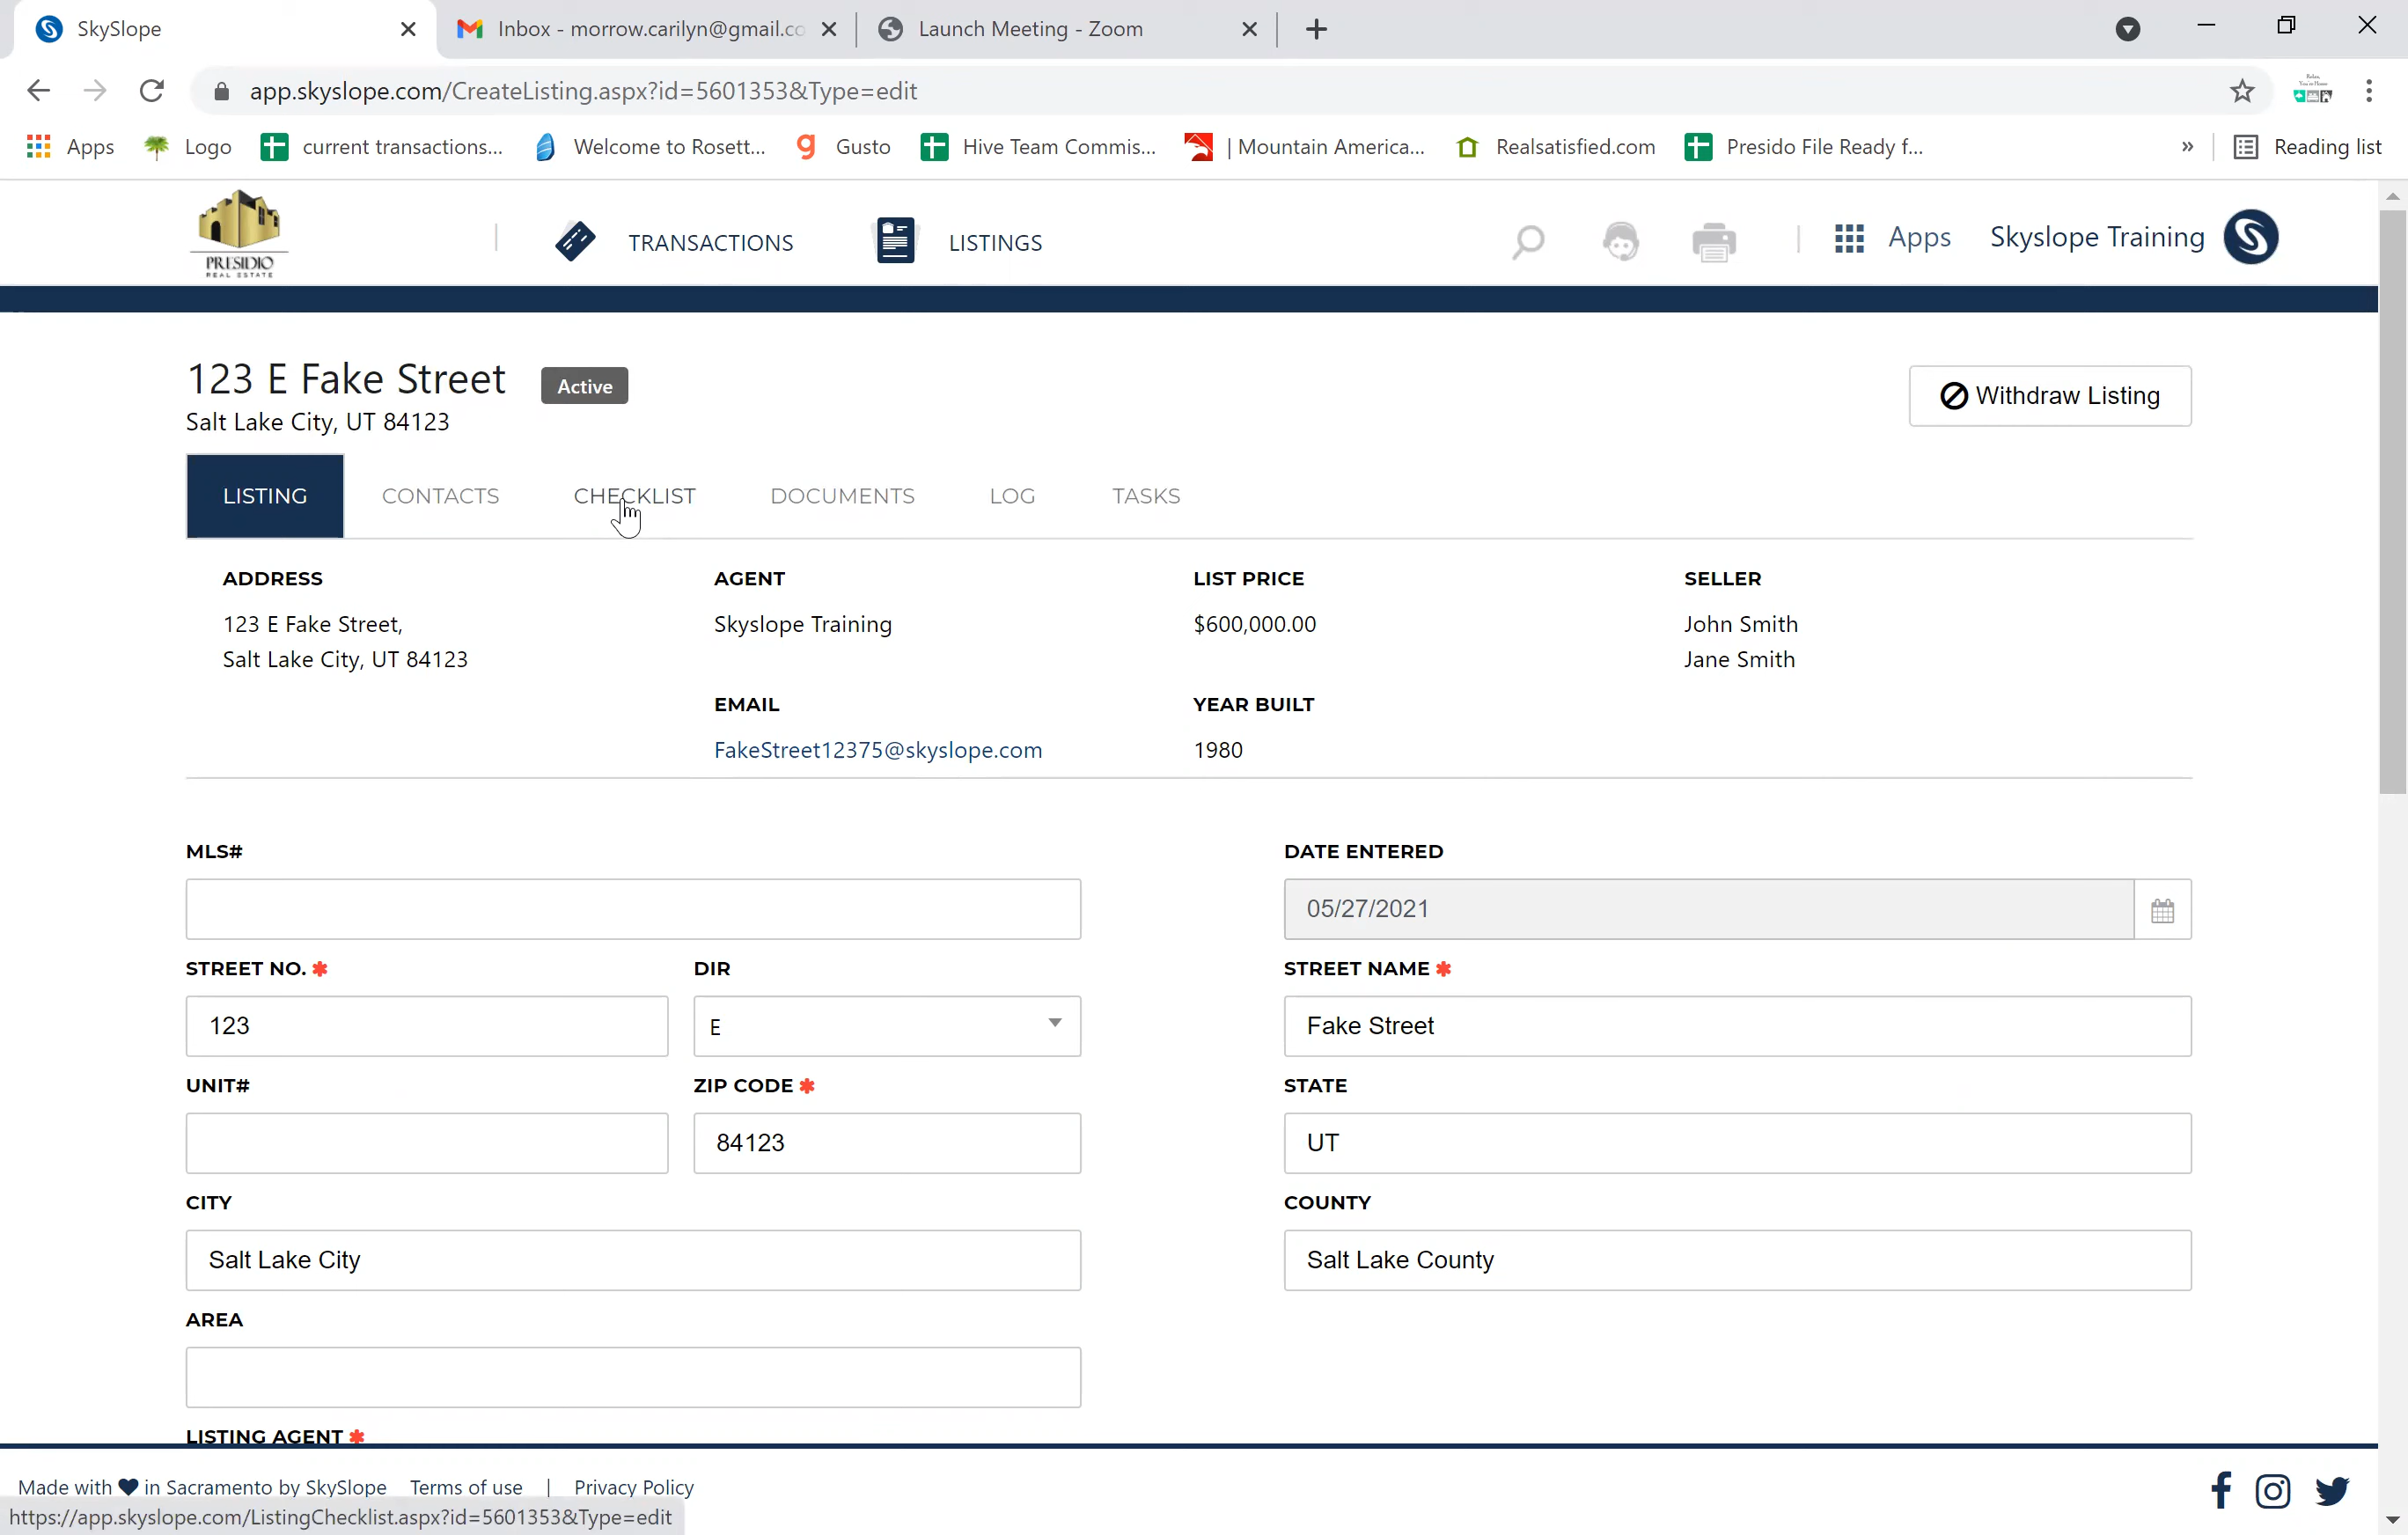 SkySlope
Inbox - morrow.carilyn@gmail.co
Launch Meeting - Zoom
app.skyslope.com/CreateListing.aspx?id=5601353&Type=edit
Apps
Logo
current transactions...
Welcome to Rosett...
Gusto
Hive Team Commis...
| Mountain America...
Realsatisfied.com
Presido File Ready f...
»
Reading list
PRESIDIO
REAL ESTATE
TRANSACTIONS
LISTINGS
Apps
Skyslope Training
123 E Fake Street
Active
Salt Lake City, UT 84123
Withdraw Listing
LISTING
CONTACTS
CHECKLIST
DOCUMENTS
LOG
TASKS
ADDRESS
AGENT
LIST PRICE
SELLER
123 E Fake Street,
Skyslope Training
$600,000.00
John Smith
Salt Lake City, UT 84123
Jane Smith
EMAIL
YEAR BUILT
FakeStreet12375@skyslope.com
1980
MLS#
DATE ENTERED
05/27/2021
STREET NO. *
DIR
STREET NAME *
123
E
Fake Street
UNIT#
ZIP CODE *
STATE
84123
UT
CITY
COUNTY
Salt Lake City
Salt Lake County
AREA
LISTING AGENT *
Made with ♥ in Sacramento by SkySlope
Terms of use | Privacy Policy
https://app.skyslope.com/ListingChecklist.aspx?id=5601353&Type=edit